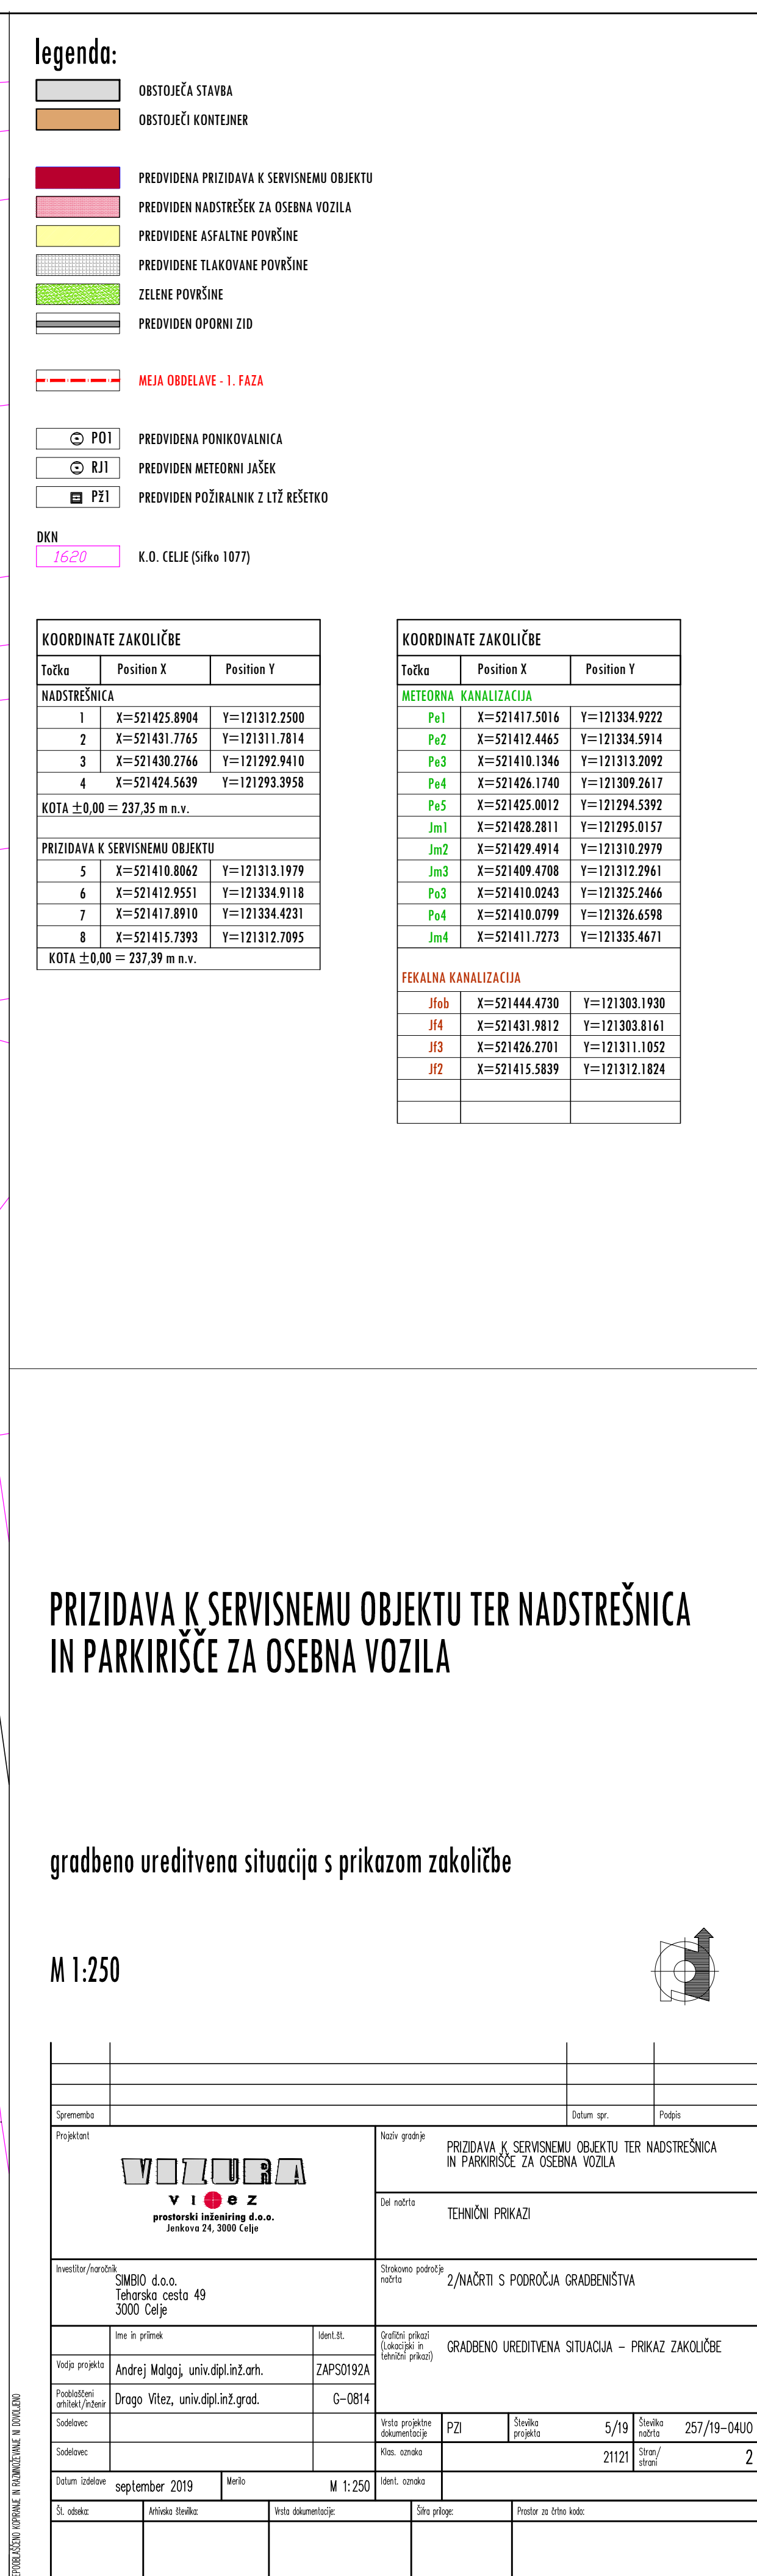 legenda:
OBSTOJEČA STAVBA
OBSTOJEČI KONTEJNER
PREDVIDENA PRIZIDAVA K SERVISNEMU OBJEKTU
PREDVIDEN NADSTREŠEK ZA OSEBNA VOZILA
PREDVIDENE ASFALTNE POVRŠINE
PREDVIDENE TLAKOVANE POVRŠINE
ZELENE POVRŠINE
PREDVIDEN OPORNI ZID
MEJA OBDELAVE - 1. FAZA
PO1 PREDVIDENA PONIKOVALNICA
RJ1 PREDVIDEN METEORNI JAŠEK
Pž1 PREDVIDEN POŽIRALNIK Z LTŽ REŠETKO
DKN
1620 K.O. CELJE (Sifko 1077)
KOORDINATE ZAKOLIČBE
Točka Position X Position Y
NADSTREŠNICA
1 X=521425.8904 Y=121312.2500
2 X=521431.7765 Y=121311.7814
3 X=521430.2766 Y=121292.9410
4 X=521424.5639 Y=121293.3958
KOTA ±0,00 = 237,35 m n.v.
PRIZIDAVA K SERVISNEMU OBJEKTU
5 X=521410.8062 Y=121313.1979
6 X=521412.9551 Y=121334.9118
7 X=521417.8910 Y=121334.4231
8 X=521415.7393 Y=121312.7095
KOTA ±0,00 = 237,39 m n.v.
KOORDINATE ZAKOLIČBE
Točka Position X Position Y
METEORNA KANALIZACIJA
Pe1 X=521417.5016 Y=121334.9222
Pe2 X=521412.4465 Y=121334.5914
Pe3 X=521410.1346 Y=121313.2092
Pe4 X=521426.1740 Y=121309.2617
Pe5 X=521425.0012 Y=121294.5392
Jm1 X=521428.2811 Y=121295.0157
Jm2 X=521429.4914 Y=121310.2979
Jm3 X=521409.4708 Y=121312.2961
Po3 X=521410.0243 Y=121325.2466
Po4 X=521410.0799 Y=121326.6598
Jm4 X=521411.7273 Y=121335.4671
FEKALNA KANALIZACIJA
Jfob X=521444.4730 Y=121303.1930
Jf4 X=521431.9812 Y=121303.8161
Jf3 X=521426.2701 Y=121311.1052
Jf2 X=521415.5839 Y=121312.1824
PRIZIDAVA K SERVISNEMU OBJEKTU TER NADSTREŠNICA
IN PARKIRIŠČE ZA OSEBNA VOZILA
gradbeno ureditvena situacija s prikazom zakoličbe
M 1:250
Sprememba Datum spr. Podpis
Projektant
VIZURA
prostorski inženiring d.o.o.
Jenkova 24, 3000 Celje
Naziv gradnje
PRIZIDAVA K SERVISNEMU OBJEKTU TER NADSTREŠNICA
IN PARKIRIŠČE ZA OSEBNA VOZILA
Del načrta
TEHNIČNI PRIKAZI
Investitor/naročnik
SIMBIO d.o.o.
Teharska cesta 49
3000 Celje
Strokovno področje
načrta
2/NAČRTI S PODROČJA GRADBENIŠTVA
Ime in priimek Ident.št.
Vodja projekta Andrej Malgaj, univ.dipl.inž.arh. ZAPS0192A
Pooblaščeni
arhitekt/inženir
Drago Vitez, univ.dipl.inž.grad. G-0814
Sodelavec
Sodelavec
Grafični prikazi
(Lokacijski in
tehnični prikazi)
GRADBENO UREDITVENA SITUACIJA – PRIKAZ ZAKOLIČBE
Vrsta projektne
dokumentacije
PZI
Številka
projekta
5/19
Številka
načrta
257/19-04U0
Klas. oznaka 21121
Stran/
strani
2
Datum izdelave september 2019 Merilo M 1:250 Ident. oznaka
Št. odseka: Arhivska številka: Vrsta dokumentacije: Šifra priloge: Prostor za črtno kodo:
KOPIRANJE IN RAZMNOŽEVANJE NI DOVOLJENO